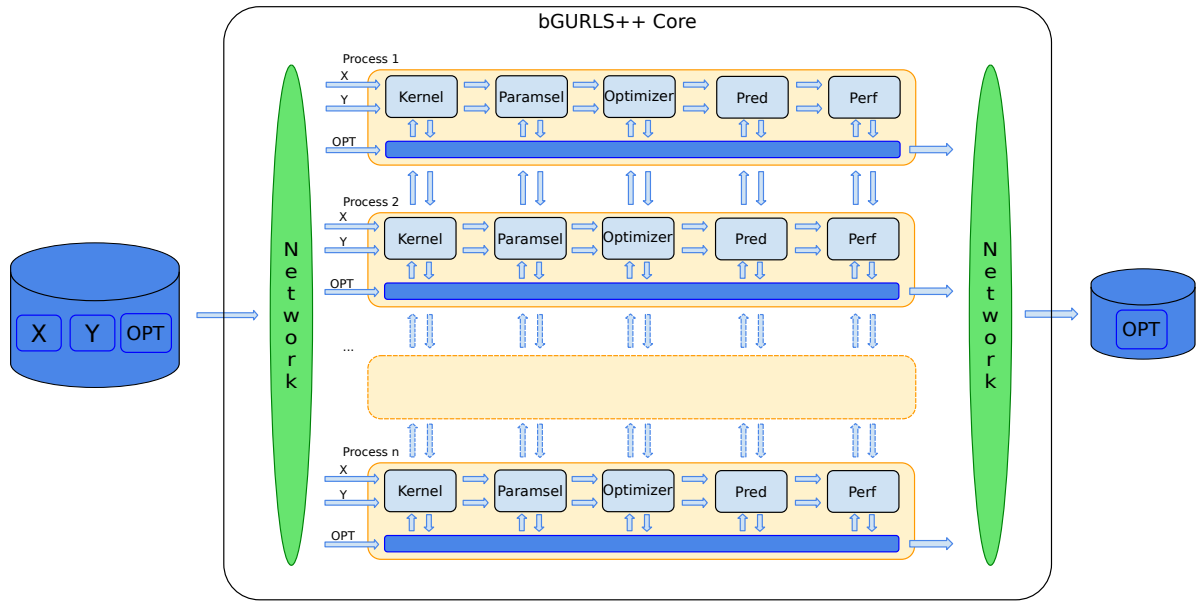 bGURLS++ Core
Process 1
X
Y
OPT
Kernel
Paramsel
Optimizer
Pred
Perf
Process 2
X
Y
OPT
Kernel
Paramsel
Optimizer
Pred
Perf
...
Process n
X
Y
OPT
Kernel
Paramsel
Optimizer
Pred
Perf
Network
Network
X
Y
OPT
OPT